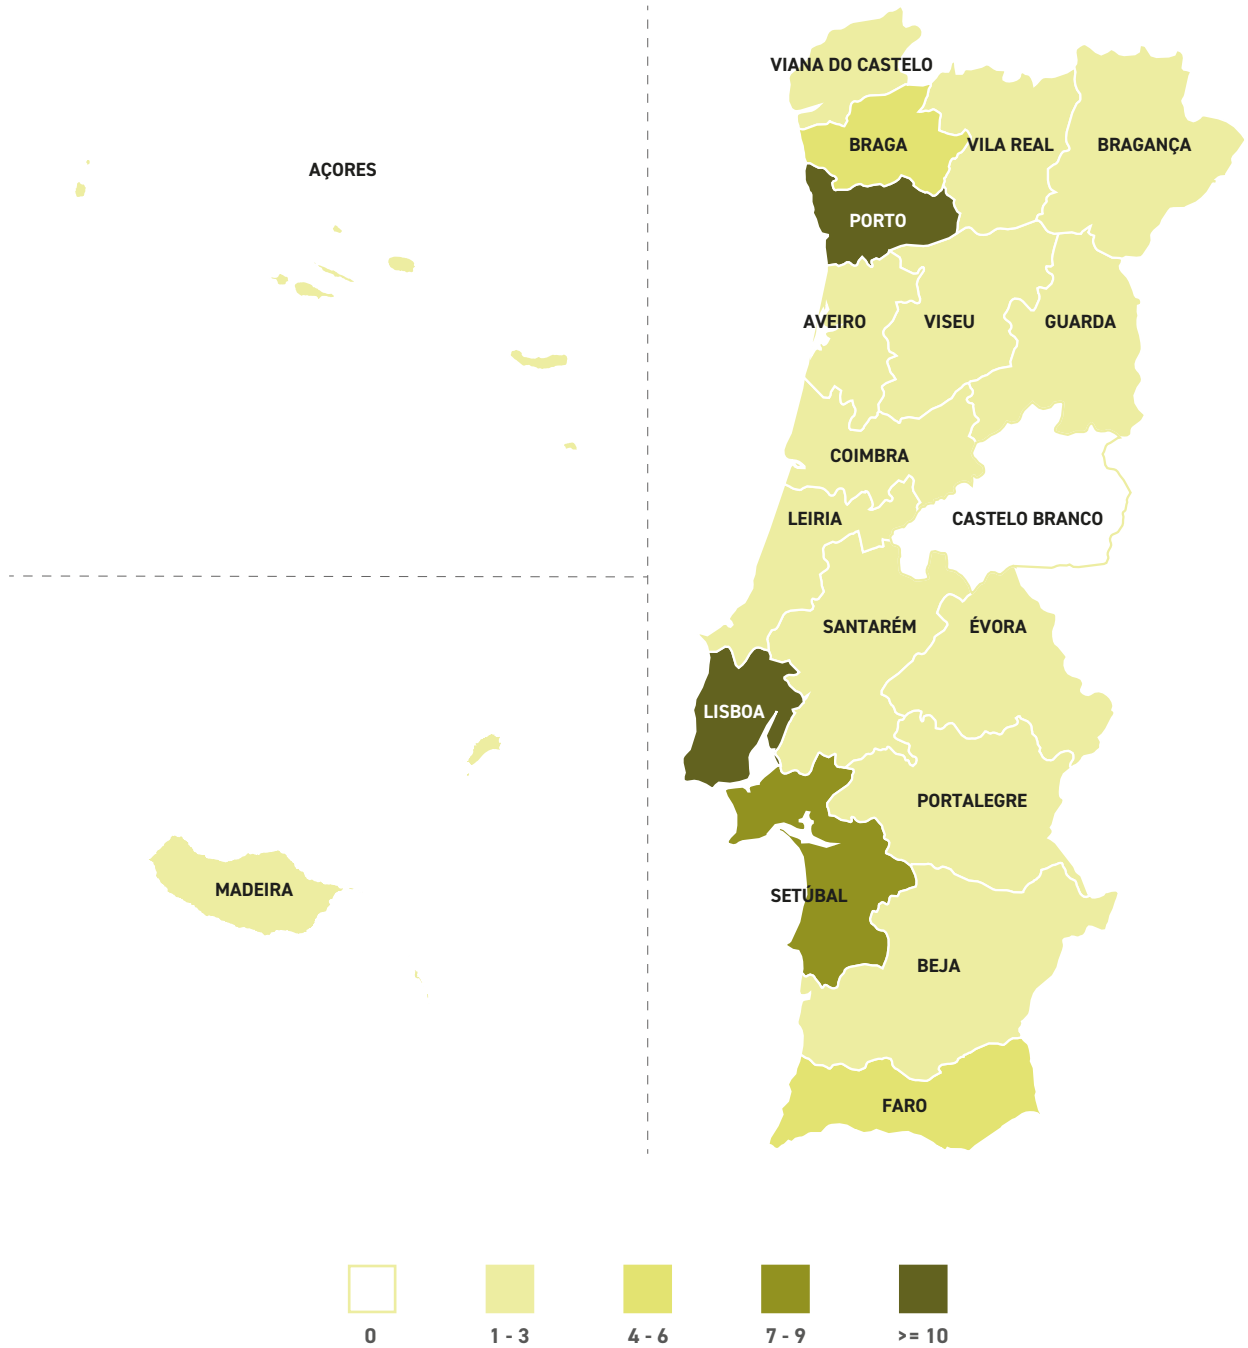 VIANA DO CASTELO
BRAGA
VILA REAL
BRAGANÇA
AÇORES
PORTO
AVEIRO
VISEU
GUARDA
COIMBRA
LEIRIA
CASTELO BRANCO
SANTARÉM
ÉVORA
LISBOA
PORTALEGRE
MADEIRA
SETÚBAL
BEJA
FARO
0
1 - 3
4 - 6
7 - 9
>= 10